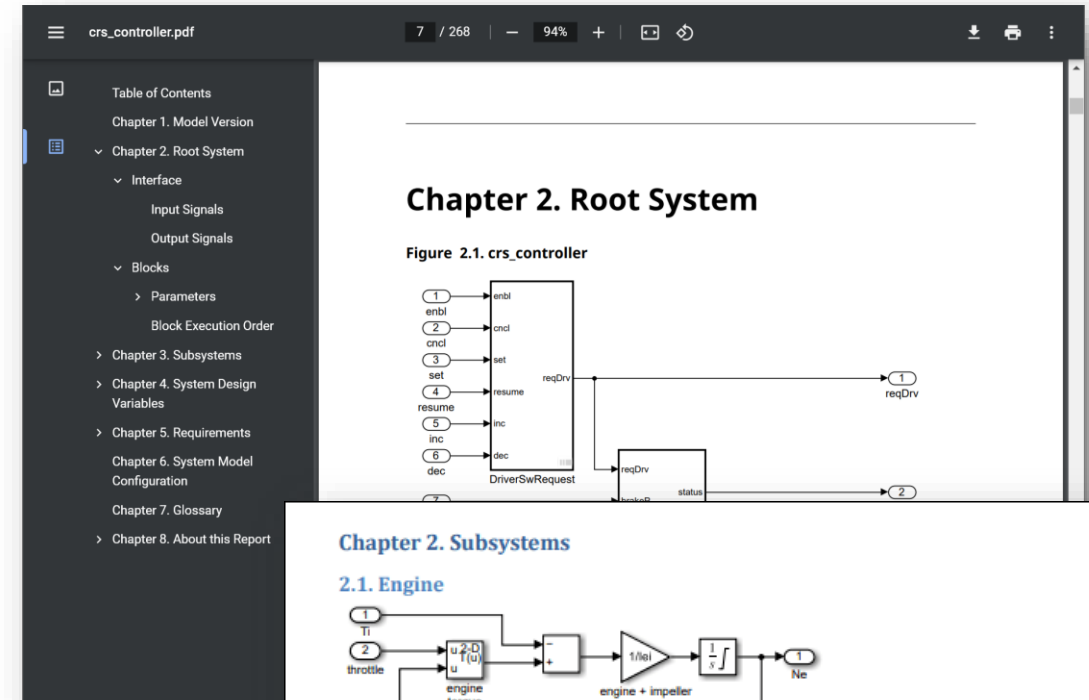 crs_controller.pdf
7 / 268
94%
Table of Contents
Chapter 1. Model Version
Chapter 2. Root System
Interface
Input Signals
Output Signals
Blocks
Parameters
Block Execution Order
Chapter 3. Subsystems
Chapter 4. System Design
Variables
Chapter 5. Requirements
Chapter 6. System Model
Configuration
Chapter 7. Glossary
Chapter 8. About this Report
Chapter 2. Root System
Figure 2.1. crs_controller
1
enbl
enbl
2
cncl
cncl
3
set
set
4
resume
resume
5
inc
inc
6
dec
dec
reqDrv
DriverSwRequest
1
reqDrv
reqDrv
status
2
Chapter 2. Subsystems
2.1. Engine
1
Ti
2
throttle
u 2-D
T(u)
u
engine
−
+
1/Iei
engine + impeller
1
s
1
Ne